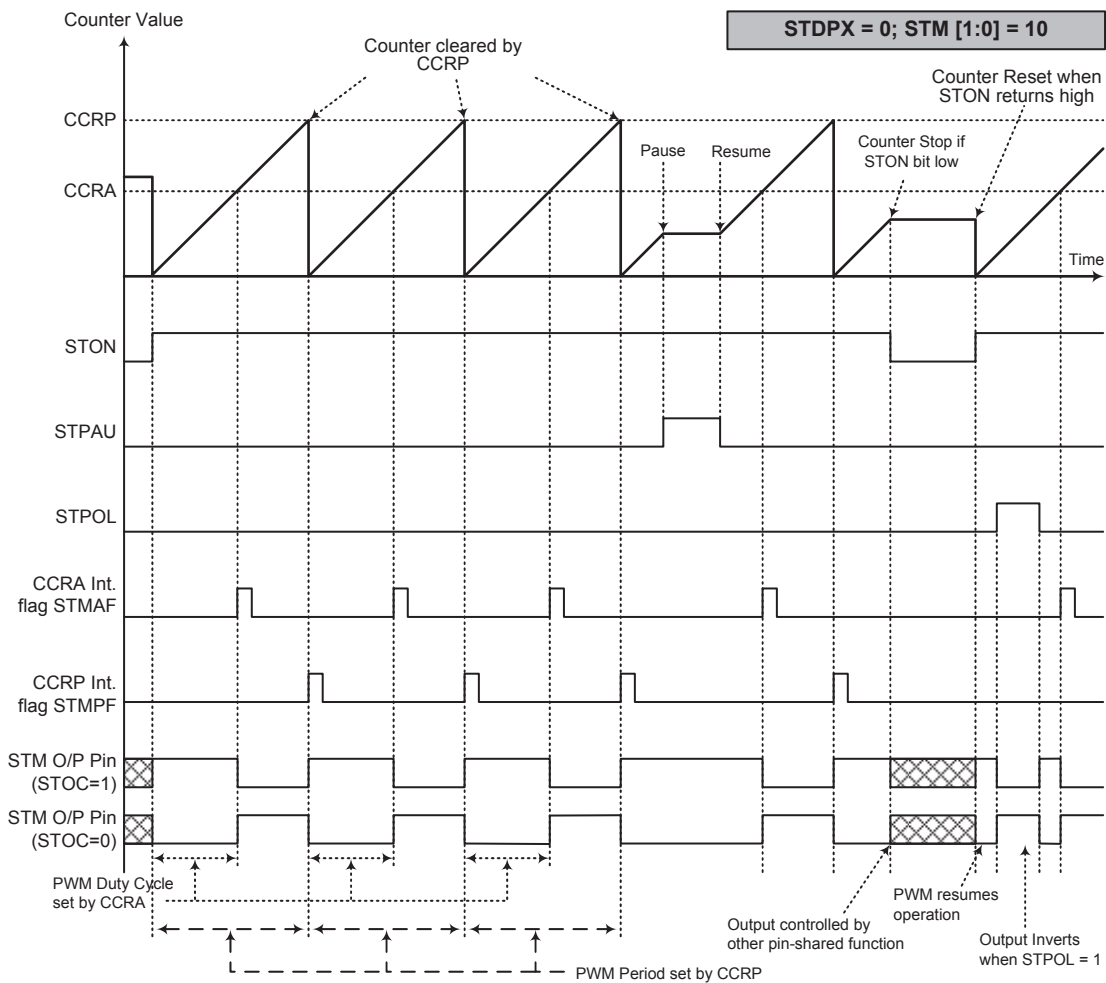 Counter Value
STDPX = 0; STM [1:0] = 10
Counter cleared by
CCRP
Counter Reset when
STON returns high
CCRP
Pause
Resume
Counter Stop if
STON bit low
CCRA
Time
STON
STPAU
STPOL
CCRA Int.
flag STMAF
CCRP Int.
flag STMPF
STM O/P Pin
(STOC=1)
STM O/P Pin
(STOC=0)
PWM Duty Cycle
set by CCRA
Output controlled by
other pin-shared function
PWM resumes
operation
Output Inverts
when STPOL = 1
PWM Period set by CCRP